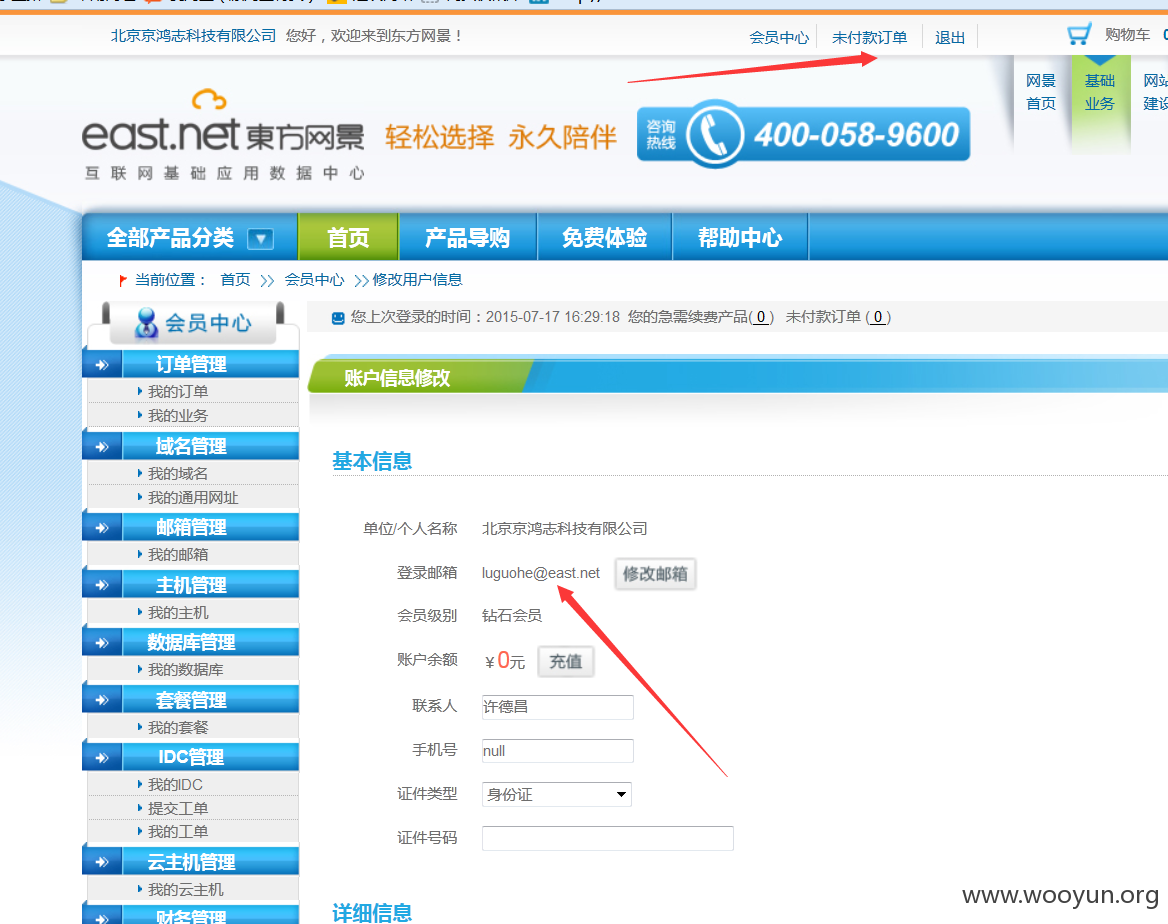 北京京鸿志科技有限公司 您好，欢迎来到东方网景！
会员中心 未付款订单 退出 购物车
网景首页
基础业务
east.net 東方网景
互联网基础应用数据中心
轻松选择 永久陪伴
咨询热线 400-058-9600
全部产品分类 首页 产品导购 免费体验 帮助中心
当前位置： 首页 >> 会员中心 >>修改用户信息
会员中心
您上次登录的时间：2015-07-17 16:29:18 您的急需续费产品( 0 ) 未付款订单 ( 0 )
订单管理
我的订单
我的业务
域名管理
我的域名
我的通用网址
邮箱管理
我的邮箱
主机管理
我的主机
数据库管理
我的数据库
套餐管理
我的套餐
IDC管理
我的IDC
提交工单
我的工单
云主机管理
我的云主机
财务管理
账户信息修改
基本信息
单位/个人名称 北京京鸿志科技有限公司
登录邮箱 luguohe@east.net 修改邮箱
会员级别 钻石会员
账户余额 ￥0元 充值
联系人 许德昌
手机号 null
证件类型 身份证
证件号码
详细信息
www.wooyun.org